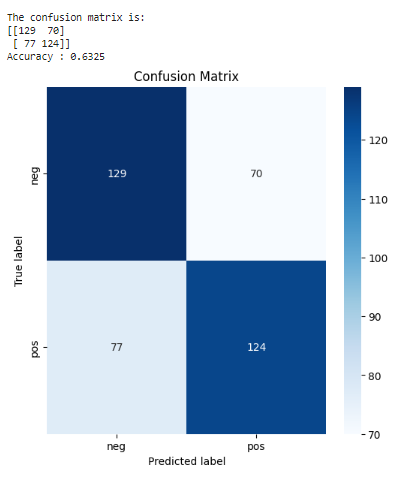 The confusion matrix is:
[[129  70]
 [ 77 124]]
Accuracy : 0.6325
Confusion Matrix
neg
pos
True label
129
70
77
124
neg
pos
Predicted label
120
110
100
90
80
70